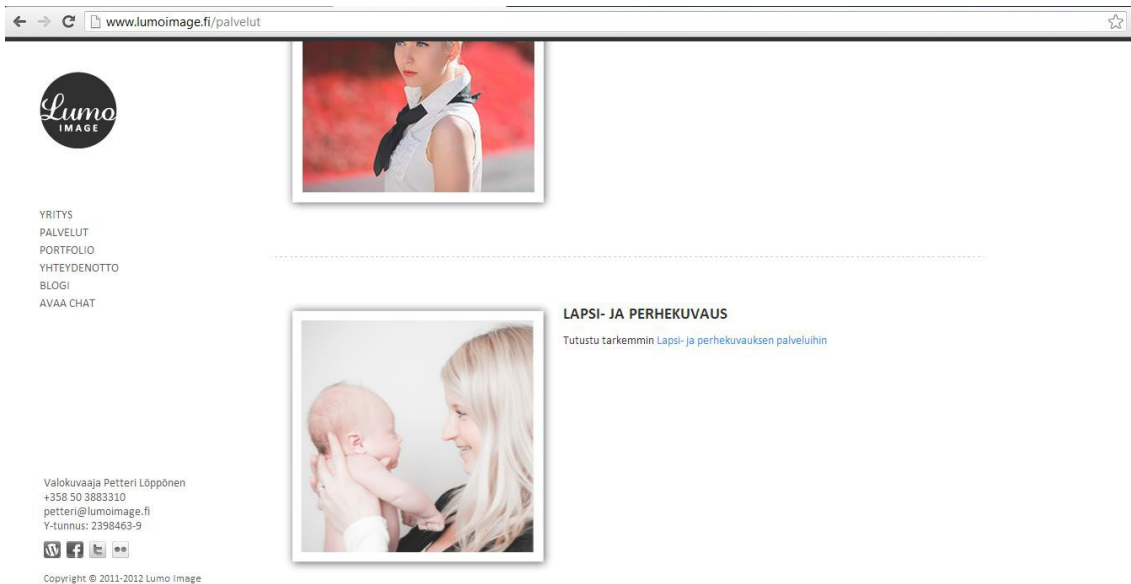 www.lumoimage.fi/palvelut
Lumo
IMAGE
YRITYS
PALVELUT
PORTFOLIO
YHTEYDENOTTO
BLOGI
AVAA CHAT
LAPSI- JA PERHEKUVAUS
Tutustu tarkemmin Lapsi- ja perhekuvauksen palveluihin
Valokuvaaja Petteri Löppönen
+358 50 3883310
petteri@lumoimage.fi
Y-tunnus: 2398463-9
Copyright © 2011-2012 Lumo Image